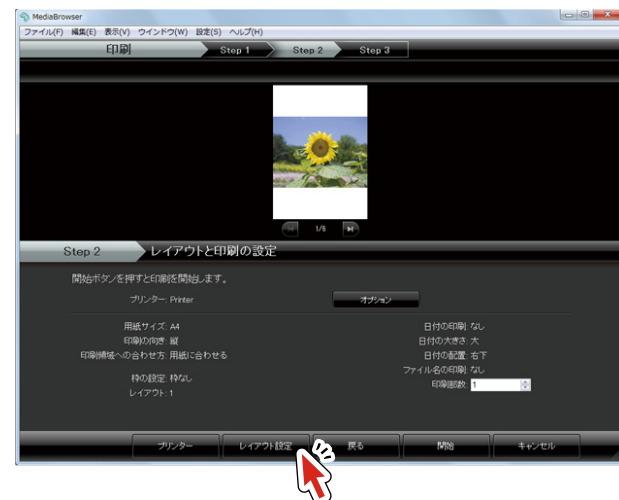 MediaBrowser
ファイル(F) 編集(E) 表示(V) ウインドウ(W) 設定(S) ヘルプ(H)
印刷 Step 1 Step 2 Step 3
1/6
Step 2 レイアウトと印刷の設定
開始ボタンを押すと印刷を開始します。
プリンター: Printer オプション
用紙サイズ: A4 日付の印刷: なし
印刷の向き: 縦 日付の大きさ: 大
印刷領域への合わせ方: 用紙に合わせる 日付の配置: 右下
ファイル名の印刷: なし
枠の設定: 枠なし 印刷部数: 1
レイアウト: 1
プリンター レイアウト設定 戻る 開始 キャンセル